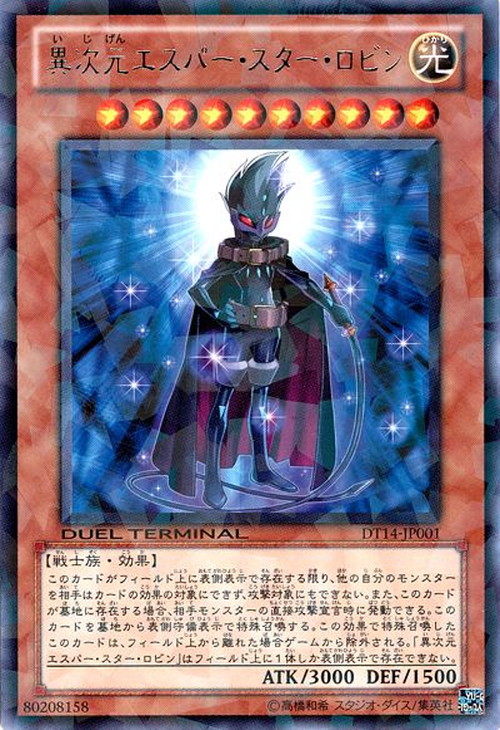 いじげん
異次元エスパー・スター・ロビン
ひかり
光
DUEL TERMINAL
DT14-JP001
【戦士族・効果】
このカードがフィールド上に表側表示で存在する限り、他の自分のモンスター
を相手はカードの効果の対象にできず、攻撃対象にもできない。また、このカード
が墓地に存在する場合、相手モンスターの直接攻撃宣言時に発動できる。この
カードを墓地から表側守備表示で特殊召喚する。この効果で特殊召喚した
このカードは、フィールド上から離れた場合ゲームから除外される。「異次元
エスパー・スター・ロビン」はフィールド上に1体しか表側表示で存在できない。
ATK/3000 DEF/1500
80208158
©高橋和希 スタジオ・ダイス/集英社